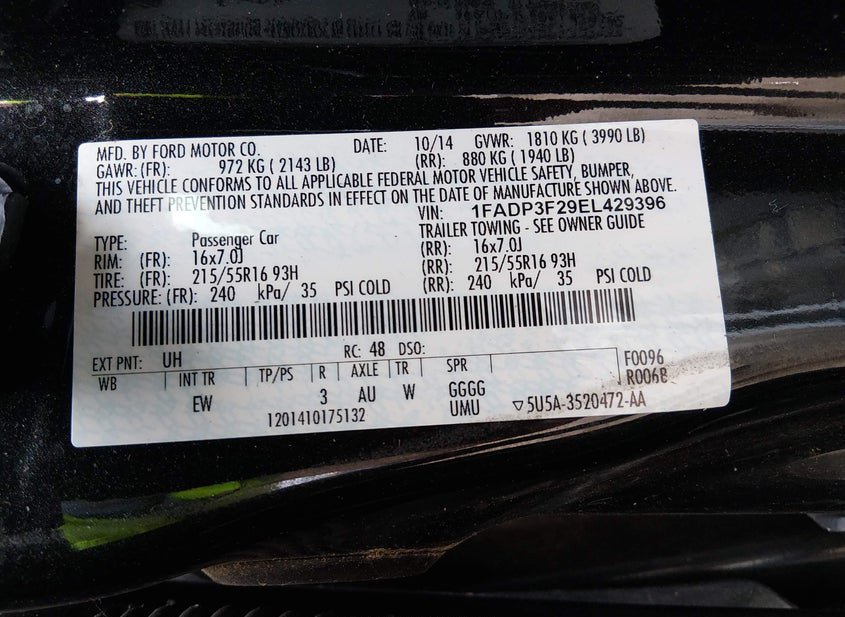 MFD. BY FORD MOTOR CO. DATE: 10/14 GVWR: 1810 KG ( 3990 LB)
GAWR: (FR): 972 KG ( 2143 LB) (RR): 880 KG ( 1940 LB)
THIS VEHICLE CONFORMS TO ALL APPLICABLE FEDERAL MOTOR VEHICLE SAFETY, BUMPER,
AND THEFT PREVENTION STANDARDS IN EFFECT ON THE DATE OF MANUFACTURE SHOWN ABOVE.
VIN: 1FADP3F29EL429396
TYPE: Passenger Car TRAILER TOWING - SEE OWNER GUIDE
RIM: (FR): 16x7.0J (RR): 16x7.0J
TIRE: (FR): 215/55R16 93H (RR): 215/55R16 93H
PRESSURE: (FR): 240 kPa/ 35 PSI COLD (RR): 240 kPa/ 35 PSI COLD
EXT PNT: UH RC: 48 DSO: F0096
WB INT TR TP/PS R AXLE TR SPR R0068
EW 3 AU W GGGG
1201410175132 UMU ▽5U5A-3520472-AA